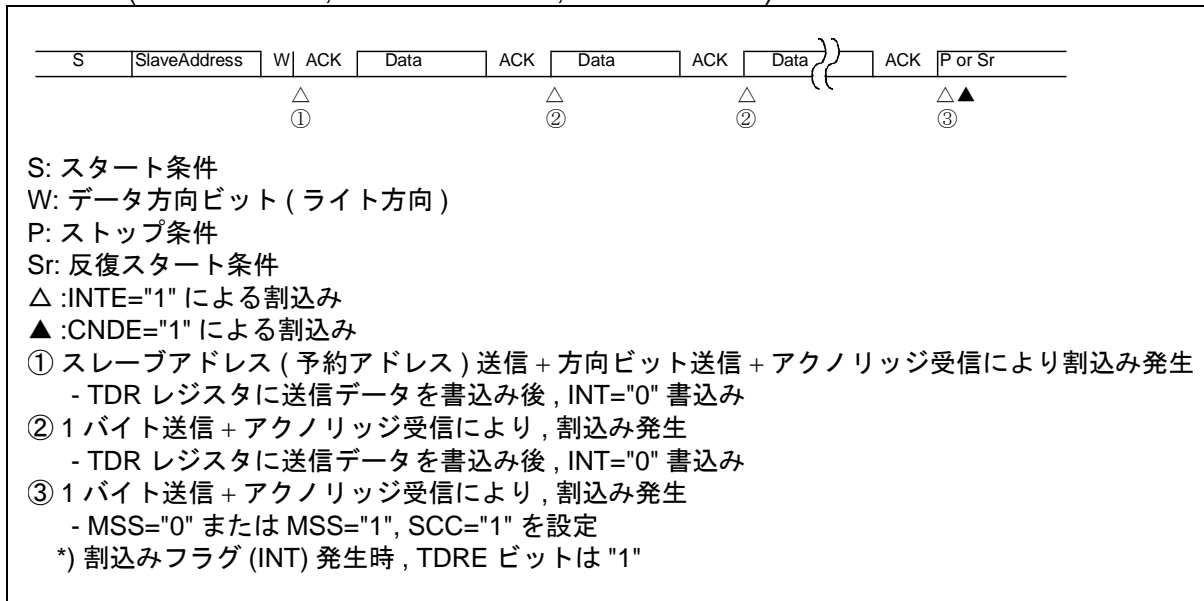 S SlaveAddress W ACK Data ACK Data ACK Data ACK P or Sr
△ △ △ △▲
① ② ② ③
S: スタート条件
W: データ方向ビット ( ライト方向 )
P: ストップ条件
Sr: 反復スタート条件
△ :INTE="1" による割込み
▲ :CNDE="1" による割込み
① スレーブアドレス ( 予約アドレス ) 送信 + 方向ビット送信 + アクノリッジ受信により割込み発生
- TDR レジスタに送信データを書込み後 , INT="0" 書込み
② 1 バイト送信 + アクノリッジ受信により , 割込み発生
- TDR レジスタに送信データを書込み後 , INT="0" 書込み
③ 1 バイト送信 + アクノリッジ受信により , 割込み発生
- MSS="0" または MSS="1", SCC="1" を設定
*) 割込みフラグ (INT) 発生時 , TDRE ビットは "1"